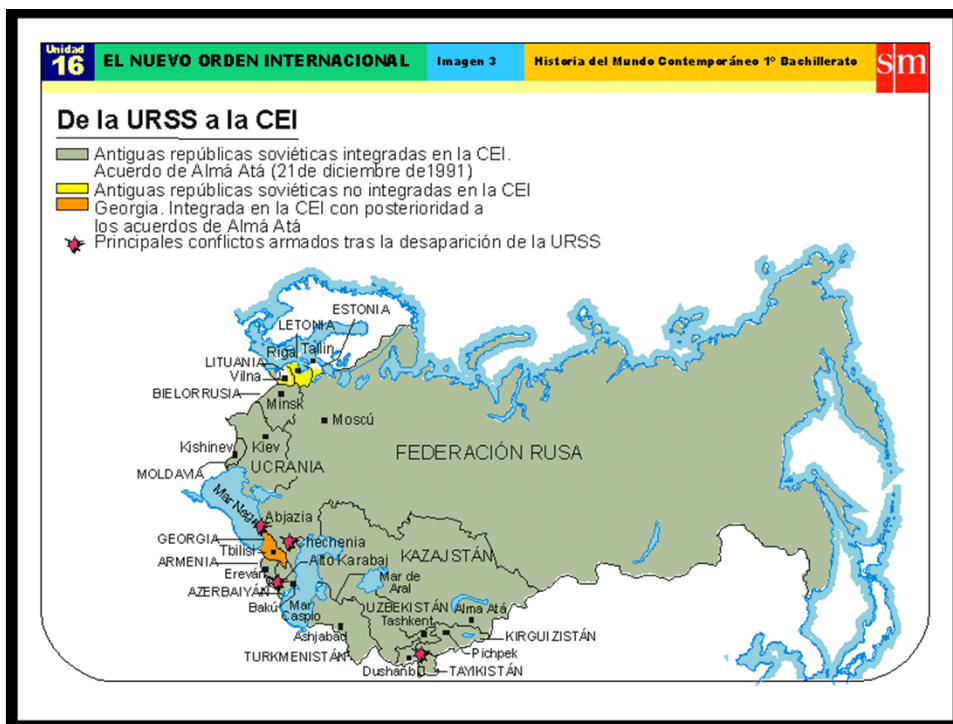 Unidad
16
EL NUEVO ORDEN INTERNACIONAL
Imagen 3
Historia del Mundo Contemporáneo 1º Bachillerato
sm
De la URSS a la CEI
Antiguas repúblicas soviéticas integradas en la CEI.
Acuerdo de Almá Atá (21de diciembre de1991)
Antiguas repúblicas soviéticas no integradas en la CEI
Georgia. Integrada en la CEI con posterioridad a
los acuerdos de Almá Atá
Principales conflictos armados tras la desaparición de la URSS
ESTONIA
LETONIA
Riga
Tallin
LITUANIA
Vilna
BIELORRUSIA
Minsk
Moscú
Kishinev
Kiev
FEDERACIÓN RUSA
UCRANIA
MOLDAVIA
Mar Negro
Abjazia
GEORGIA
Chechenia
Tbilisi
KAZAJSTÁN
ARMENIA
Alto Karabaj
Ereván
Mar de
Aral
AZERBAIYÁN
Bakú
Mar
Caspio
UZBEKISTÁN
Alma Atá
Tashkent
Ashjabad
KIRGUIZISTÁN
Pichpek
TURKMENISTÁN
Dushanbé
TAYIKISTÁN